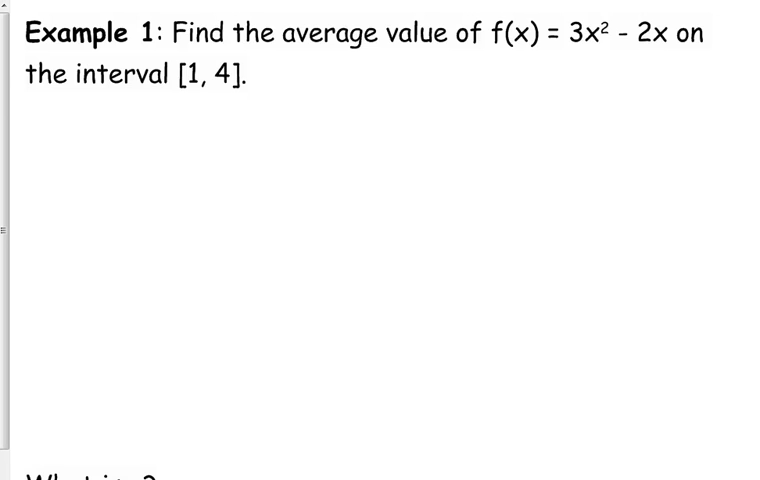 Example 1: Find the average value of f(x) = 3x² - 2x on
the interval [1, 4].